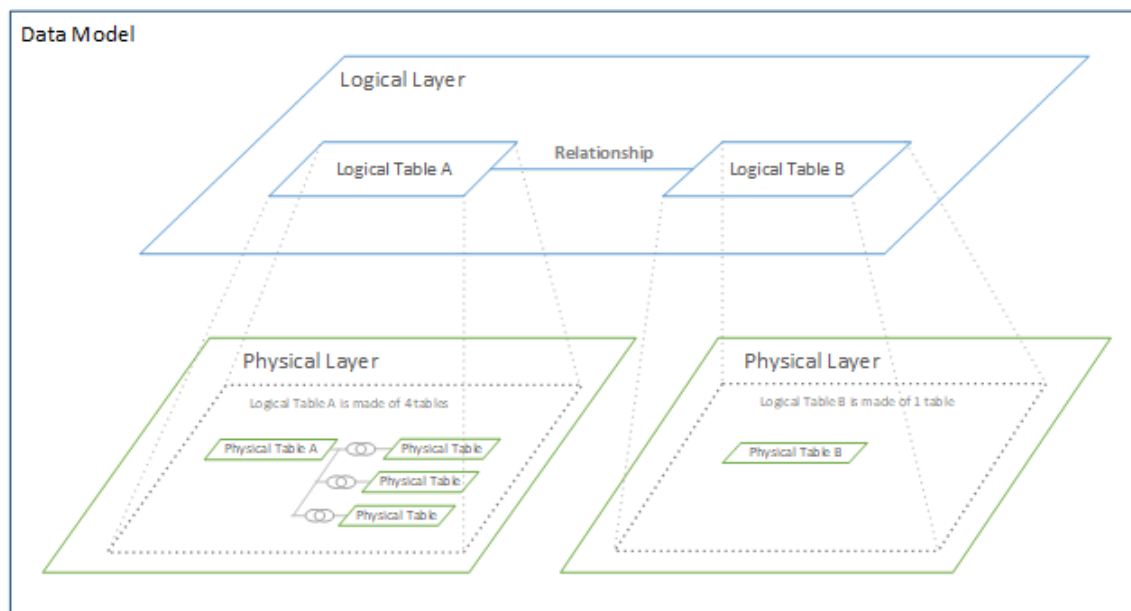 Data Model
Logical Layer
Relationship
Logical Table A
Logical Table B
Physical Layer
Logical Table A is made of 4 tables
Physical Table A
Physical Table
Physical Table
Physical Table
Physical Layer
Logical Table B is made of 1 table
Physical Table B